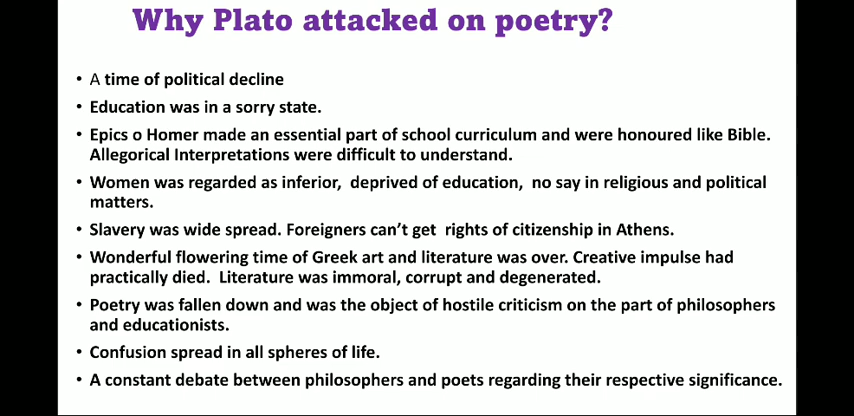 Why Plato attacked on poetry?
• A time of political decline
• Education was in a sorry state.
• Epics o Homer made an essential part of school curriculum and were honoured like Bible.
Allegorical Interpretations were difficult to understand.
• Women was regarded as inferior, deprived of education, no say in religious and political
matters.
• Slavery was wide spread. Foreigners can't get rights of citizenship in Athens.
• Wonderful flowering time of Greek art and literature was over. Creative impulse had
practically died. Literature was immoral, corrupt and degenerated.
• Poetry was fallen down and was the object of hostile criticism on the part of philosophers
and educationists.
• Confusion spread in all spheres of life.
• A constant debate between philosophers and poets regarding their respective significance.